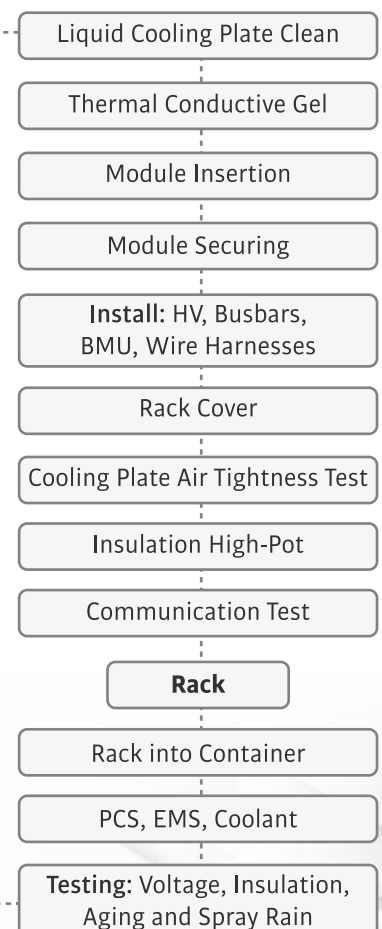 Liquid Cooling Plate Clean
Thermal Conductive Gel
Module Insertion
Module Securing
Install: HV, Busbars,
BMU, Wire Harnesses
Rack Cover
Cooling Plate Air Tightness Test
Insulation High-Pot
Communication Test
Rack
Rack into Container
PCS, EMS, Coolant
Testing: Voltage, Insulation,
Aging and Spray Rain